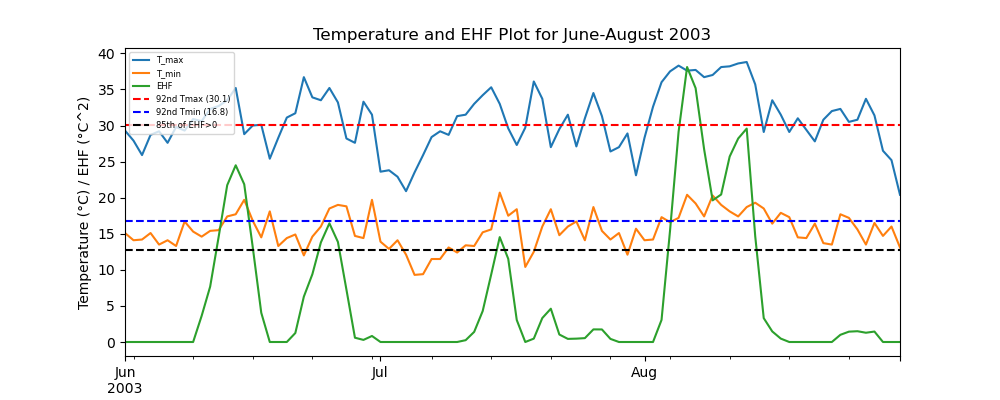 Temperature and EHF Plot for June-August 2003
T_max
T_min
EHF
92nd Tmax (30.1)
92nd Tmin (16.8)
85th of EHF>0
Temperature (°C) / EHF (°C^2)
40
35
30
25
20
15
10
5
0
Jun Jul Aug
2003